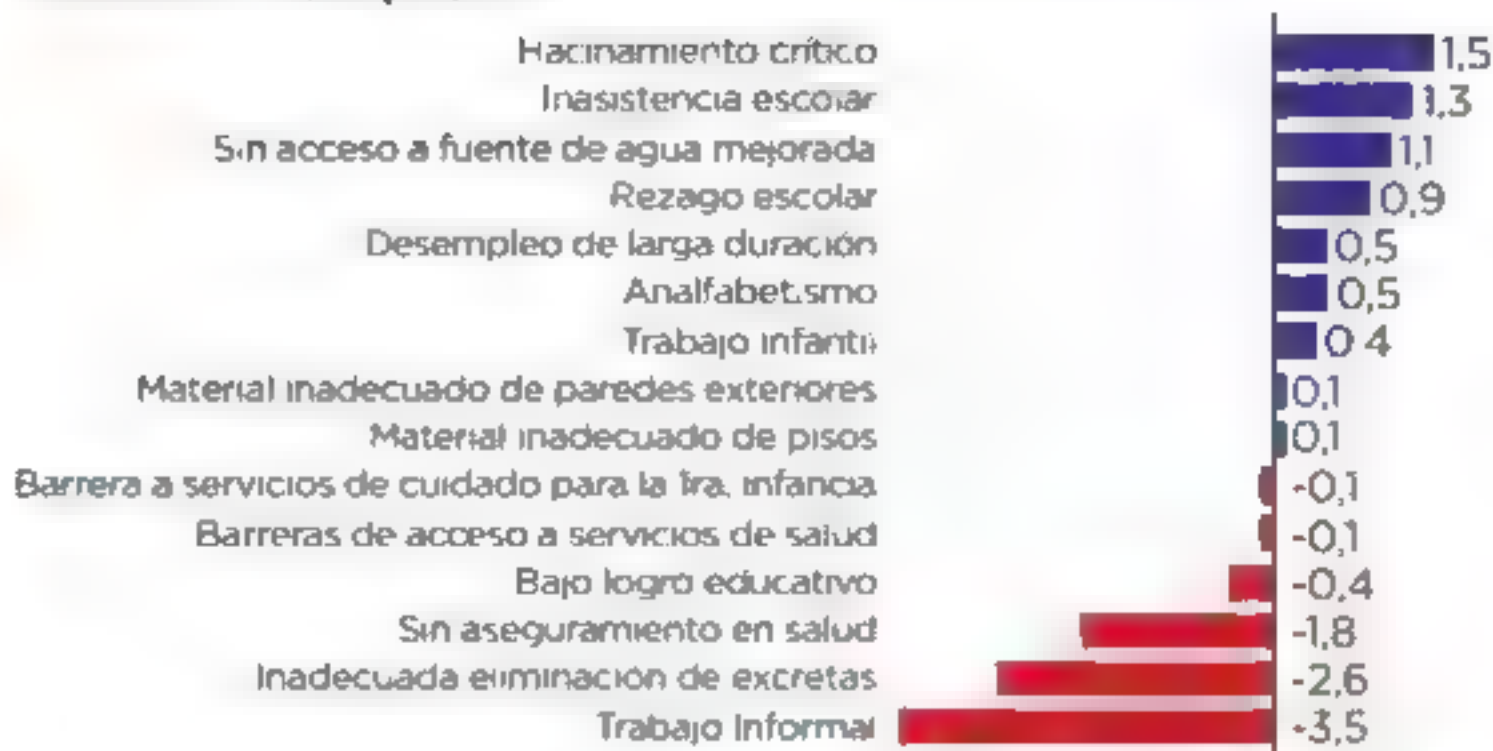 Hacinamiento crítico 1,5
Inasistencia escolar 1,3
Sin acceso a fuente de agua mejorada 1,1
Rezago escolar 0,9
Desempleo de larga duración 0,5
Analfabetismo 0,5
Trabajo infantil 0,4
Material inadecuado de paredes exteriores 0,1
Material inadecuado de pisos 0,1
Barrera a servicios de cuidado para la 1ra. infancia -0,1
Barreras de acceso a servicios de salud -0,1
Bajo logro educativo -0,4
Sin aseguramiento en salud -1,8
Inadecuada eliminación de excretas -2,6
Trabajo Informal -3,5